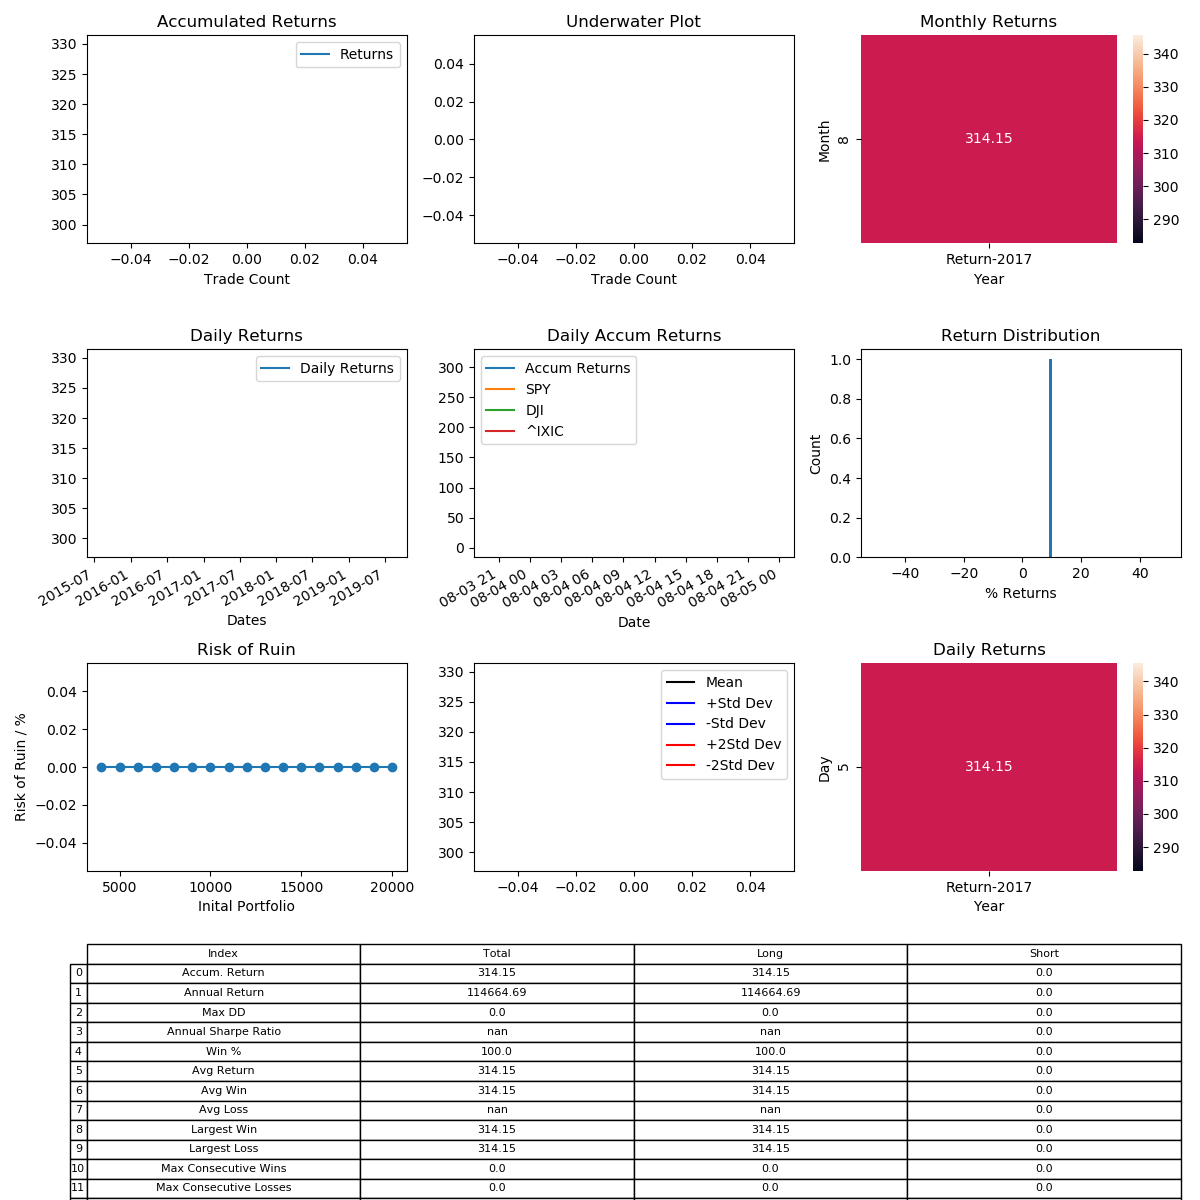 Accumulated Returns
330
325
320
315
310
305
300
Returns
−0.04 −0.02 0.00 0.02 0.04
Trade Count
Underwater Plot
0.04
0.02
0.00
−0.02
−0.04
−0.04 −0.02 0.00 0.02 0.04
Trade Count
Monthly Returns
Month
8
314.15
340
330
320
310
300
290
Return-2017
Year
Daily Returns
330
325
320
315
310
305
300
Daily Returns
2015-07 2016-01 2016-07 2017-01 2017-07 2018-01 2018-07 2019-01 2019-07
Dates
Daily Accum Returns
300
250
200
150
100
50
0
Accum Returns
SPY
DJI
^IXIC
08-03 21 08-04 00 08-04 03 08-04 06 08-04 09 08-04 12 08-04 15 08-04 18 08-04 21 08-05 00
Date
Return Distribution
Count
1.0
0.8
0.6
0.4
0.2
0.0
−40 −20 0 20 40
% Returns
Risk of Ruin
Risk of Ruin / %
0.04
0.02
0.00
−0.02
−0.04
5000 10000 15000 20000
Inital Portfolio
330
325
320
315
310
305
300
Mean
+Std Dev
-Std Dev
+2Std Dev
-2Std Dev
−0.04 −0.02 0.00 0.02 0.04
Daily Returns
Day
5
314.15
340
330
320
310
300
290
Return-2017
Year
Index Total Long Short
0 Accum. Return 314.15 314.15 0.0
1 Annual Return 114664.69 114664.69 0.0
2 Max DD 0.0 0.0 0.0
3 Annual Sharpe Ratio nan nan 0.0
4 Win % 100.0 100.0 0.0
5 Avg Return 314.15 314.15 0.0
6 Avg Win 314.15 314.15 0.0
7 Avg Loss nan nan 0.0
8 Largest Win 314.15 314.15 0.0
9 Largest Loss 314.15 314.15 0.0
10 Max Consecutive Wins 0.0 0.0 0.0
11 Max Consecutive Losses 0.0 0.0 0.0